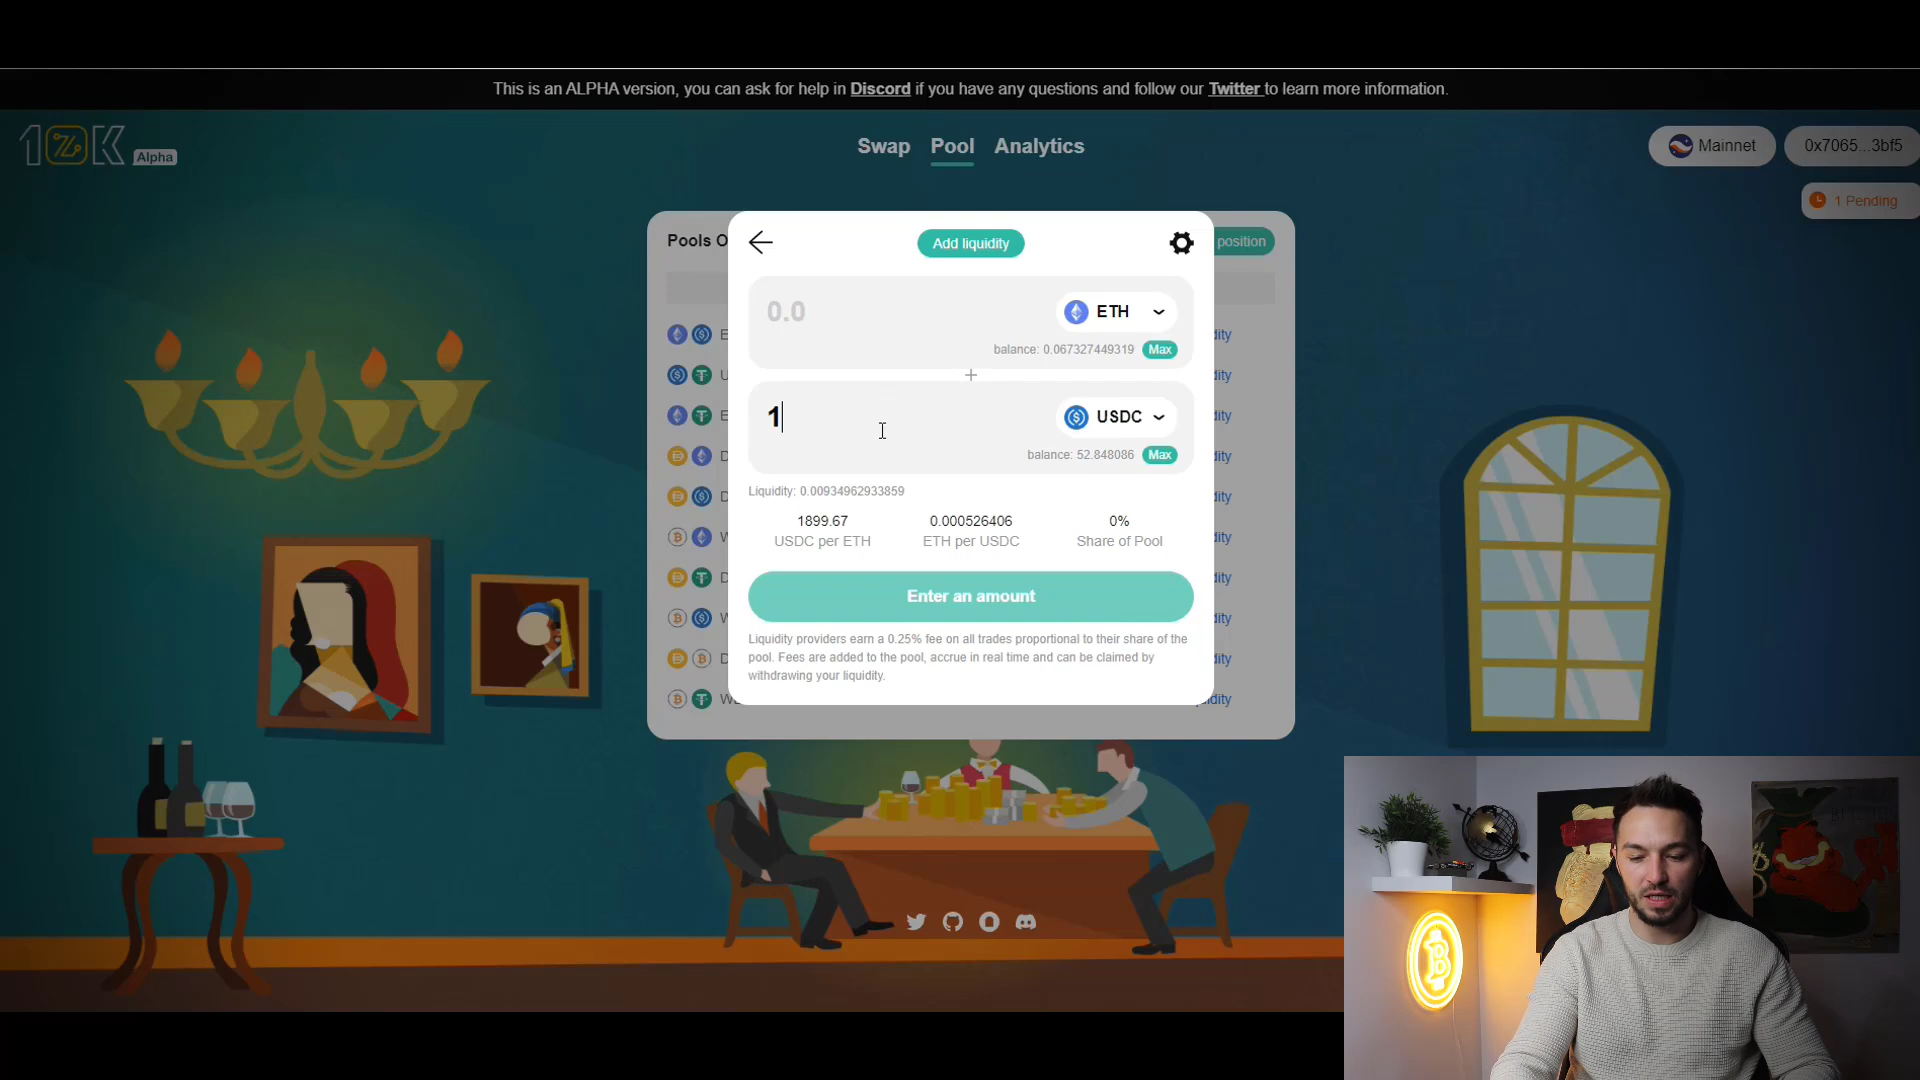 This is an ALPHA version, you can ask for help in Discord if you have any questions and follow our Twitter to learn more information.
10K Alpha
Swap Pool Analytics
Mainnet
0x7065...3bf5
1 Pending
Pools O
position
Add liquidity
0.0
ETH
balance: 0.067327449319 Max
+
1
USDC
balance: 52.848086 Max
Liquidity: 0.00934962933859
1899.67 0.000526406 0%
USDC per ETH ETH per USDC Share of Pool
Enter an amount
Liquidity providers earn a 0.25% fee on all trades proportional to their share of the
pool. Fees are added to the pool, accrue in real time and can be claimed by
withdrawing your liquidity.